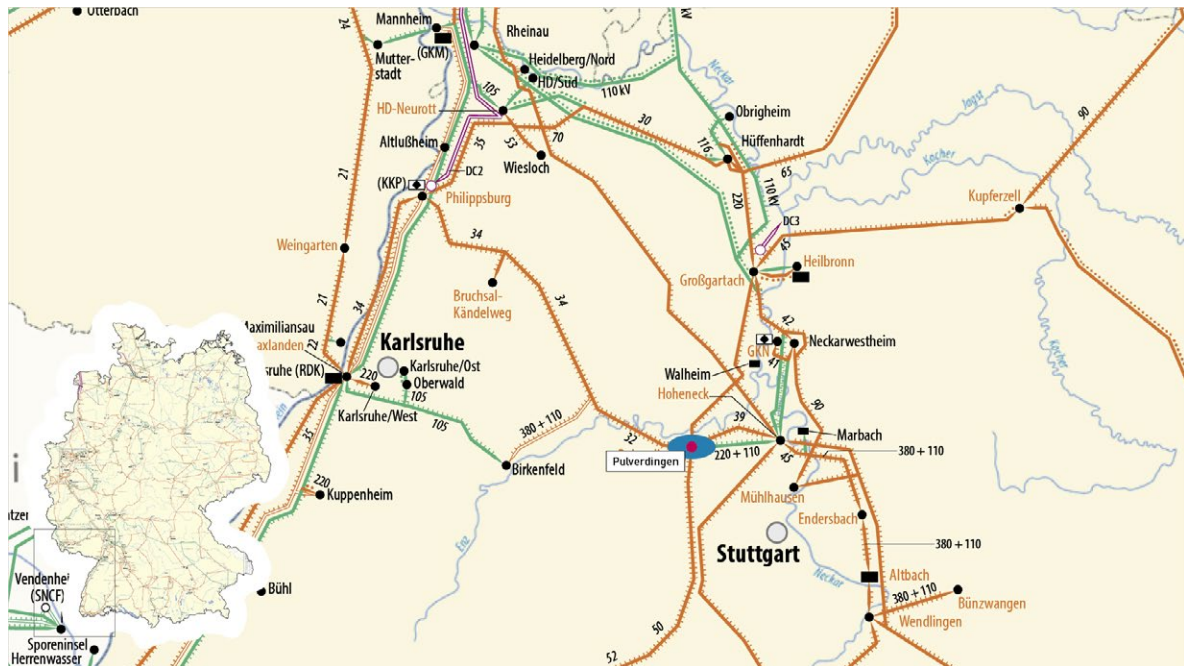 Otterbach
Mannheim
(GKM)
Mutter-
stadt
24
Rheinau
Heidelberg/Nord
HD/Süd
110 kV
105
HD-Neurott
Neckar
Obrigheim
Hüffenhardt
116
30
70
53
35
Wiesloch
Altlußheim
DC2
(KKP)
Philippsburg
21
Weingarten
21
65
90
Jagst
Kocher
Kupferzell
220
110 kV
DC3
45
Heilbronn
Großgartach
34
34
34
Bruchsal-
Kändelweg
42
Neckarwestheim
GKN
41
Walheim
Hoheneck
Kocher
22
Karlsruhe
Karlsruhe/Ost
Oberwald
105
220
Karlsruhe/West
105
380 + 110
32
39
90
Marbach
380 + 110
220 + 110
45
Pulverdingen
Birkenfeld
Mühlhausen
Endersbach
35
220
Kuppenheim
Enz
Stuttgart
380 + 110
Neckar
Altbach
380 + 110
Bünzwangen
Wendlingen
Bühl
(SNCF)
Sporeninsel
Herrenwasser
50
52